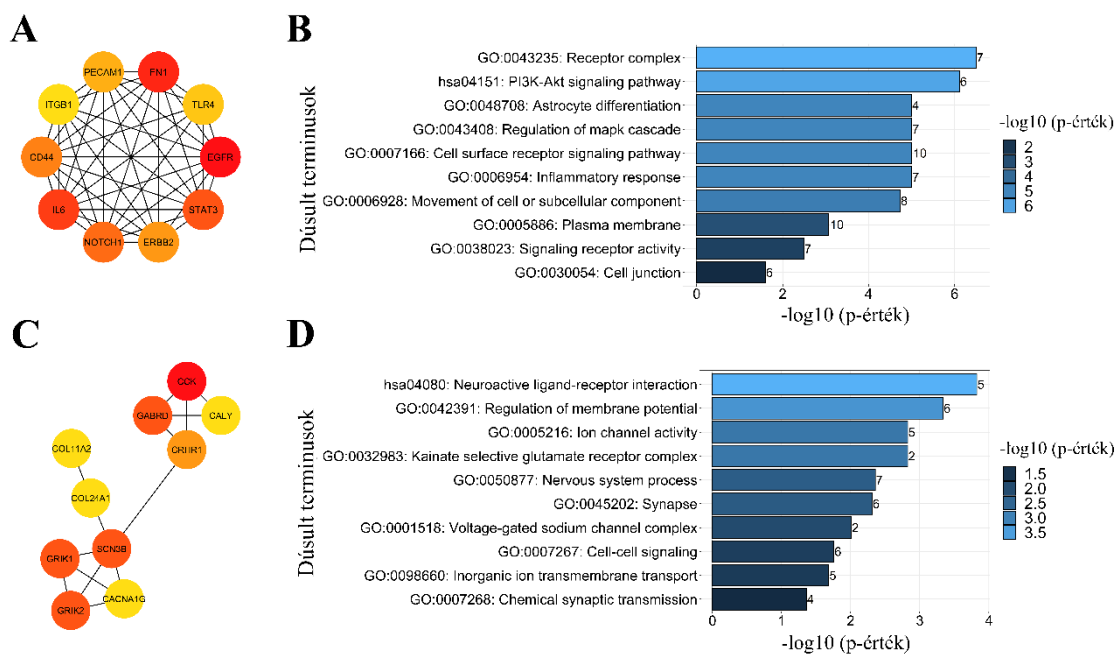 A
PECAM1
FN1
ITGB1
TLR4
CD44
EGFR
IL6
STAT3
NOTCH1
ERBB2
B
Dúsult terminusok
GO:0043235: Receptor complex
7
hsa04151: PI3K-Akt signaling pathway
6
GO:0048708: Astrocyte differentiation
4
GO:0043408: Regulation of mapk cascade
7
GO:0007166: Cell surface receptor signaling pathway
10
GO:0006954: Inflammatory response
7
GO:0006928: Movement of cell or subcellular component
8
GO:0005886: Plasma membrane
10
GO:0038023: Signaling receptor activity
7
GO:0030054: Cell junction
6
0 2 4 6
-log10 (p-érték)
-log10 (p-érték)
2
3
4
5
6
C
CCK
GABRD
CALY
CRHR1
COL11A2
COL24A1
SCN3B
GRIK1
CACNA1G
GRIK2
D
Dúsult terminusok
hsa04080: Neuroactive ligand-receptor interaction
5
GO:0042391: Regulation of membrane potential
6
GO:0005216: Ion channel activity
5
GO:0032983: Kainate selective glutamate receptor complex
2
GO:0050877: Nervous system process
7
GO:0045202: Synapse
6
GO:0001518: Voltage-gated sodium channel complex
2
GO:0007267: Cell-cell signaling
6
GO:0098660: Inorganic ion transmembrane transport
5
GO:0007268: Chemical synaptic transmission
4
0 1 2 3 4
-log10 (p-érték)
-log10 (p-érték)
1.5
2.0
2.5
3.0
3.5